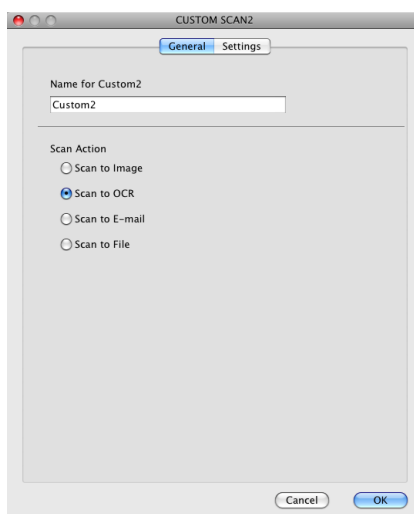 CUSTOM SCAN2
General Settings
Name for Custom2
Custom2
Scan Action
Scan to Image
Scan to OCR
Scan to E-mail
Scan to File
Cancel OK